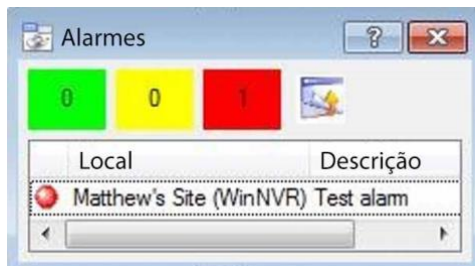 Alarmes
0 0 1
Local Descrição
Matthew's Site (WinNVR) Test alarm